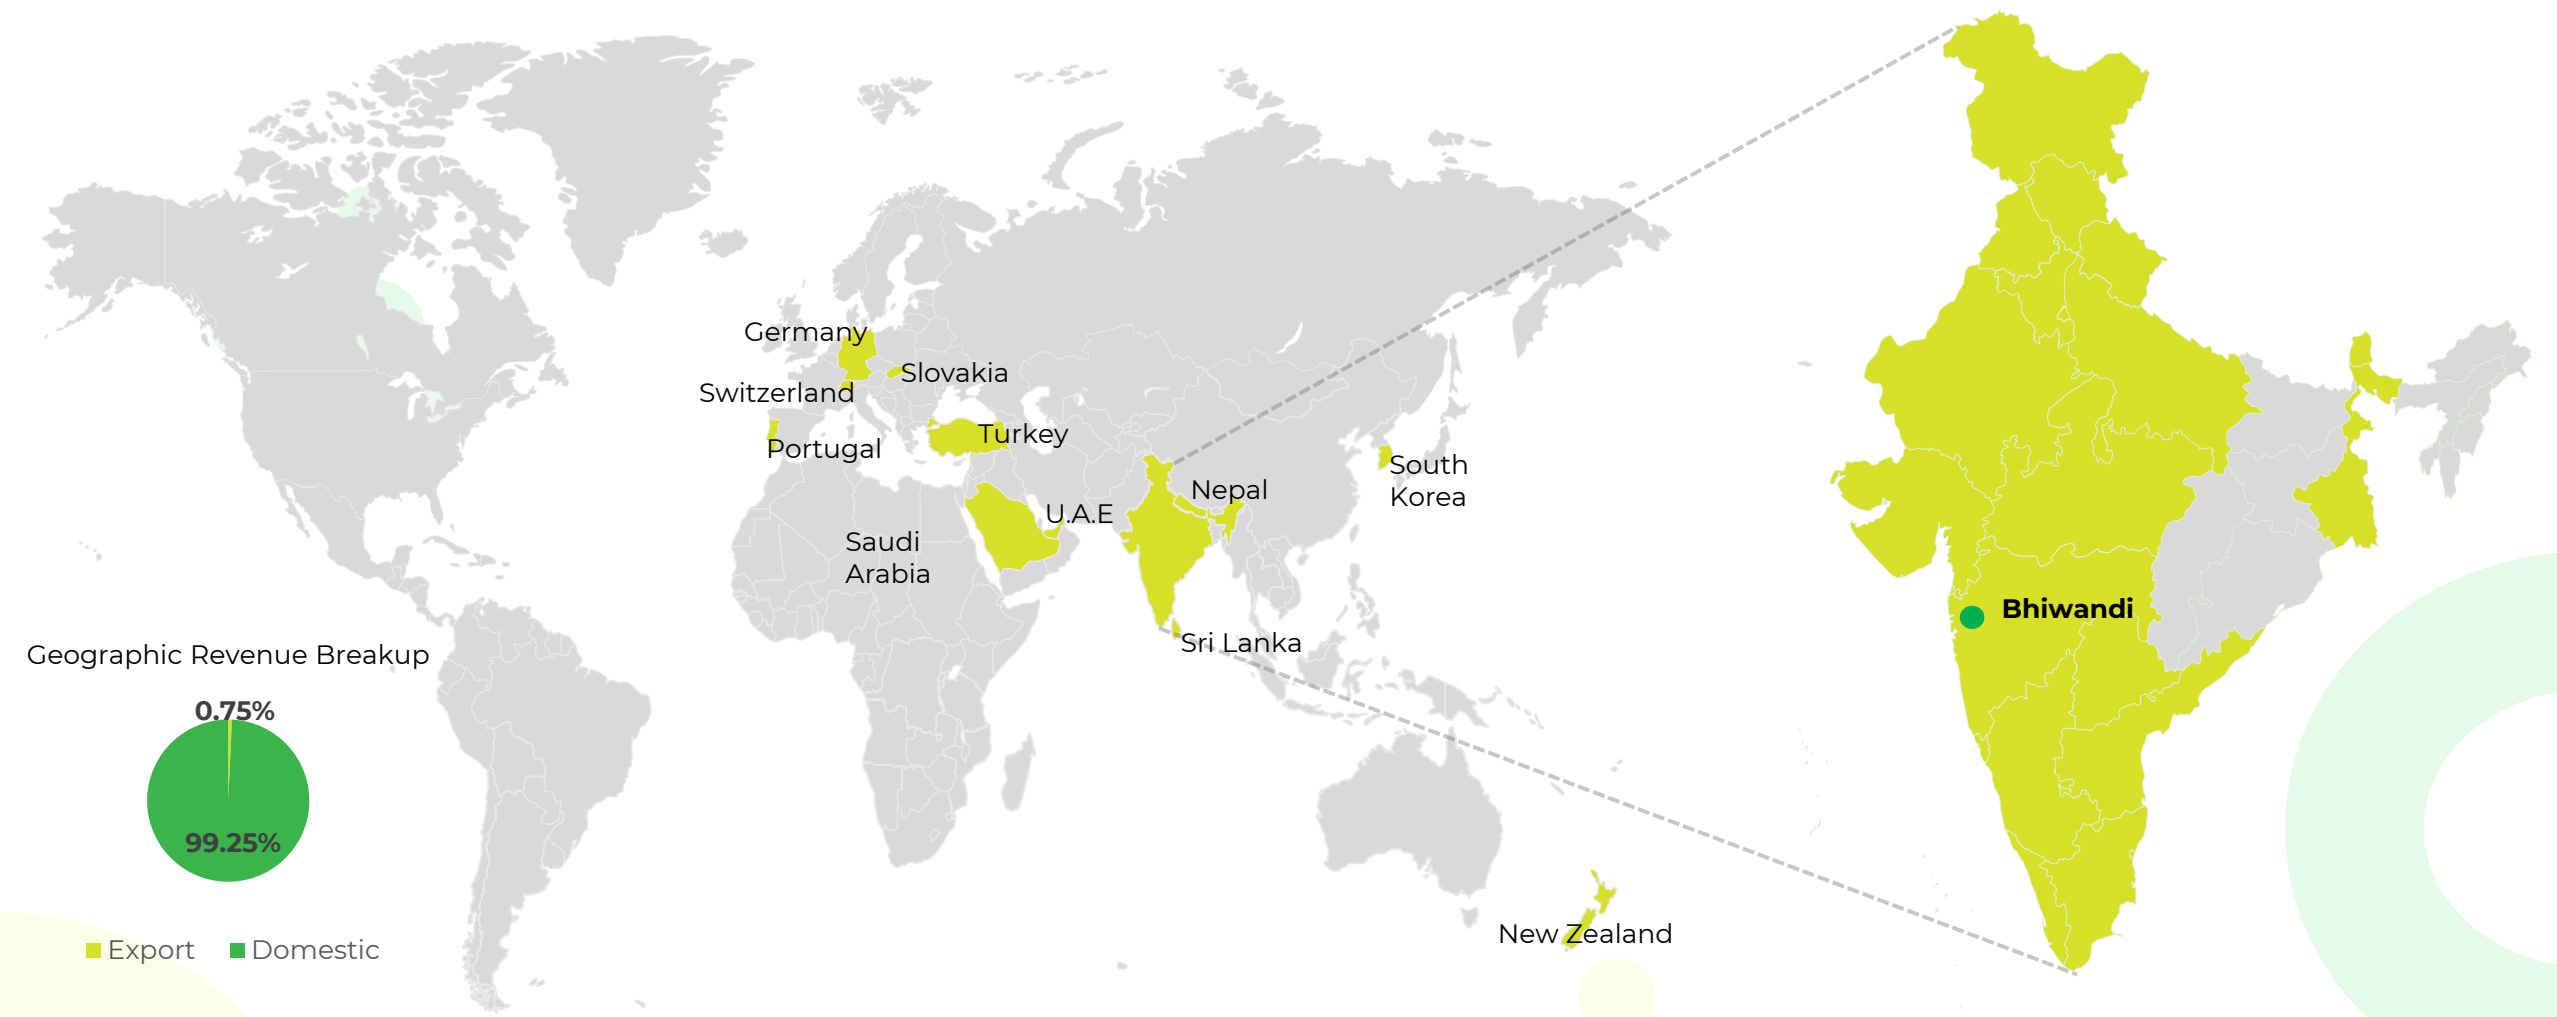 Germany
Slovakia
Switzerland
Turkey
Portugal
South
Korea
Nepal
U.A.E
Saudi
Arabia
Bhiwandi
Sri Lanka
Geographic Revenue Breakup
0.75%
99.25%
New Zealand
Export
Domestic